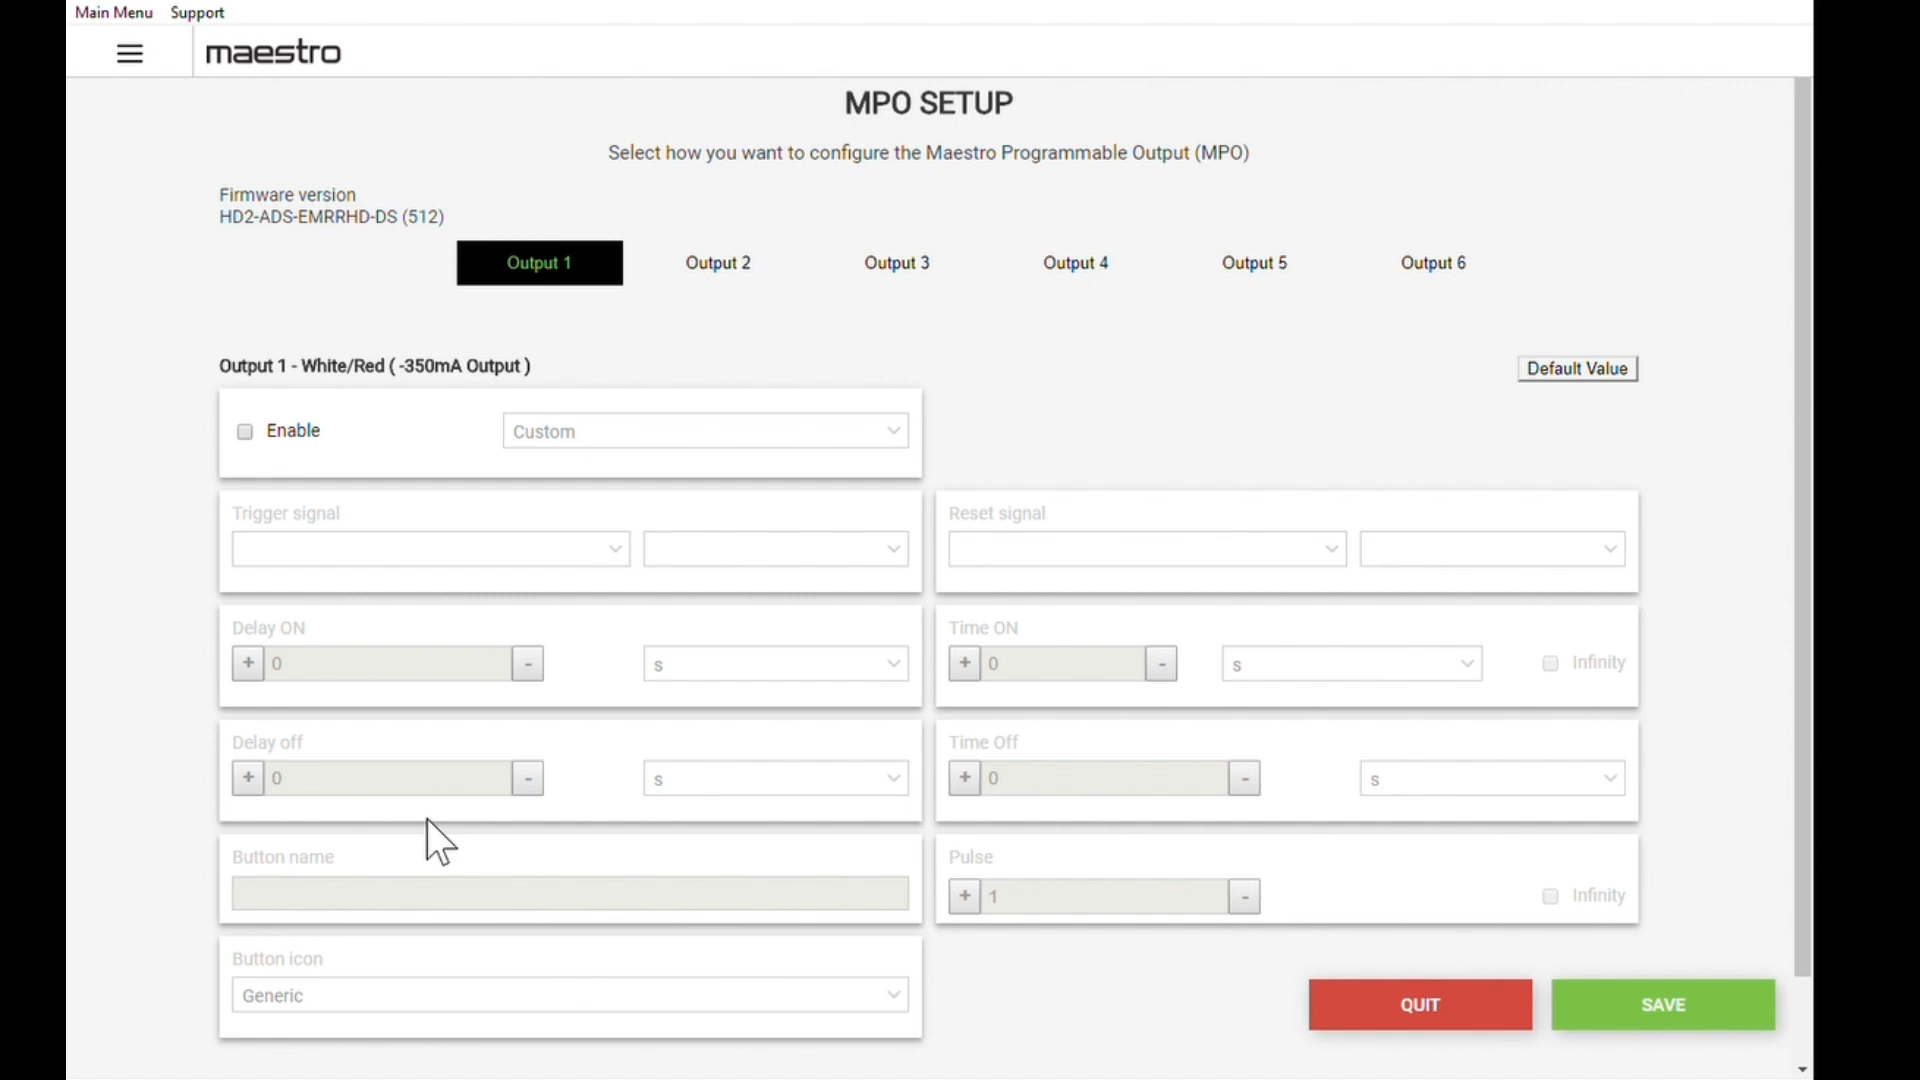 Main Menu Support
maestro
MPO SETUP
Select how you want to configure the Maestro Programmable Output (MPO)
Firmware version
HD2-ADS-EMRRHD-DS (512)
Output 1 Output 2 Output 3 Output 4 Output 5 Output 6
Output 1 - White/Red ( -350mA Output )
Default Value
Enable Custom
Trigger signal
Reset signal
Delay ON
+ 0 - s
Time ON
+ 0 - s Infinity
Delay off
+ 0 - s
Time Off
+ 0 - s
Button name
Pulse
+ 1 - Infinity
Button icon
Generic
QUIT SAVE